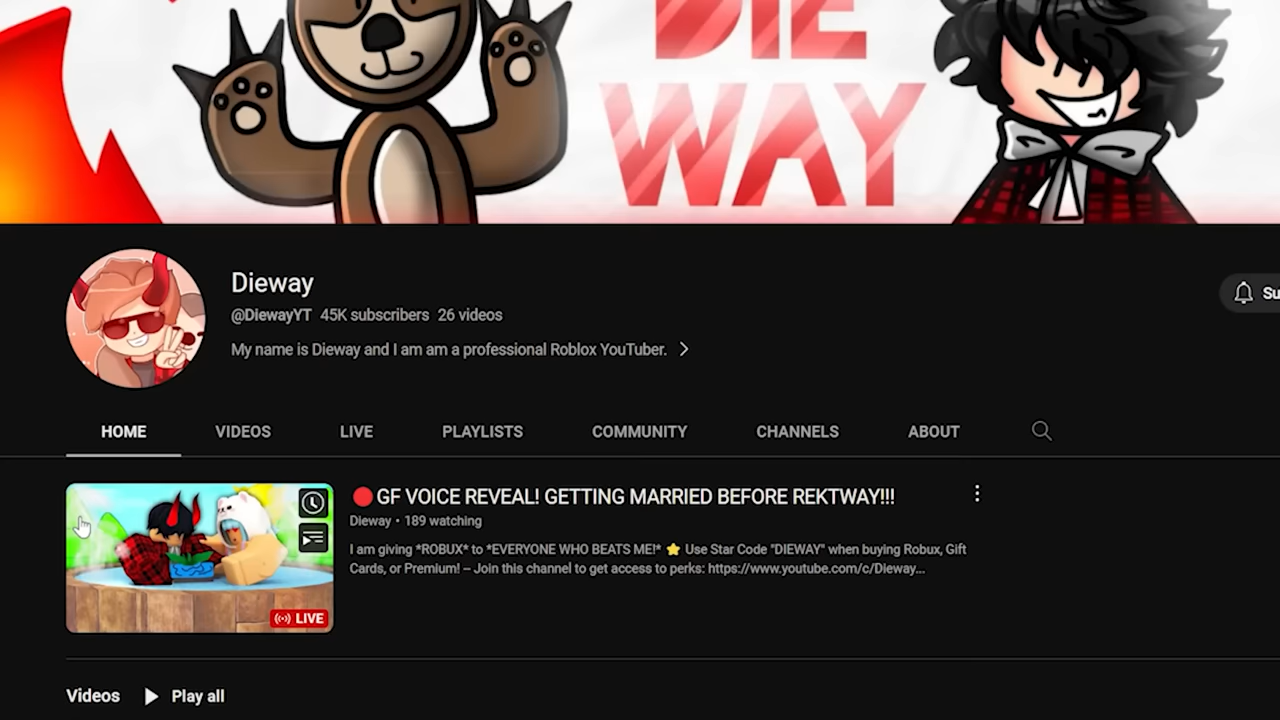 DIE
WAY
Dieway
@DiewayYT 45K subscribers 26 videos
My name is Dieway and I am am a professional Roblox YouTuber.
Su
HOME VIDEOS LIVE PLAYLISTS COMMUNITY CHANNELS ABOUT
🔴GF VOICE REVEAL! GETTING MARRIED BEFORE REKTWAY!!!
Dieway • 189 watching
I am giving *ROBUX* to *EVERYONE WHO BEATS ME!* ⭐ Use Star Code "DIEWAY" when buying Robux, Gift
Cards, or Premium! -- Join this channel to get access to perks: https://www.youtube.com/c/Dieway...
LIVE
Videos Play all